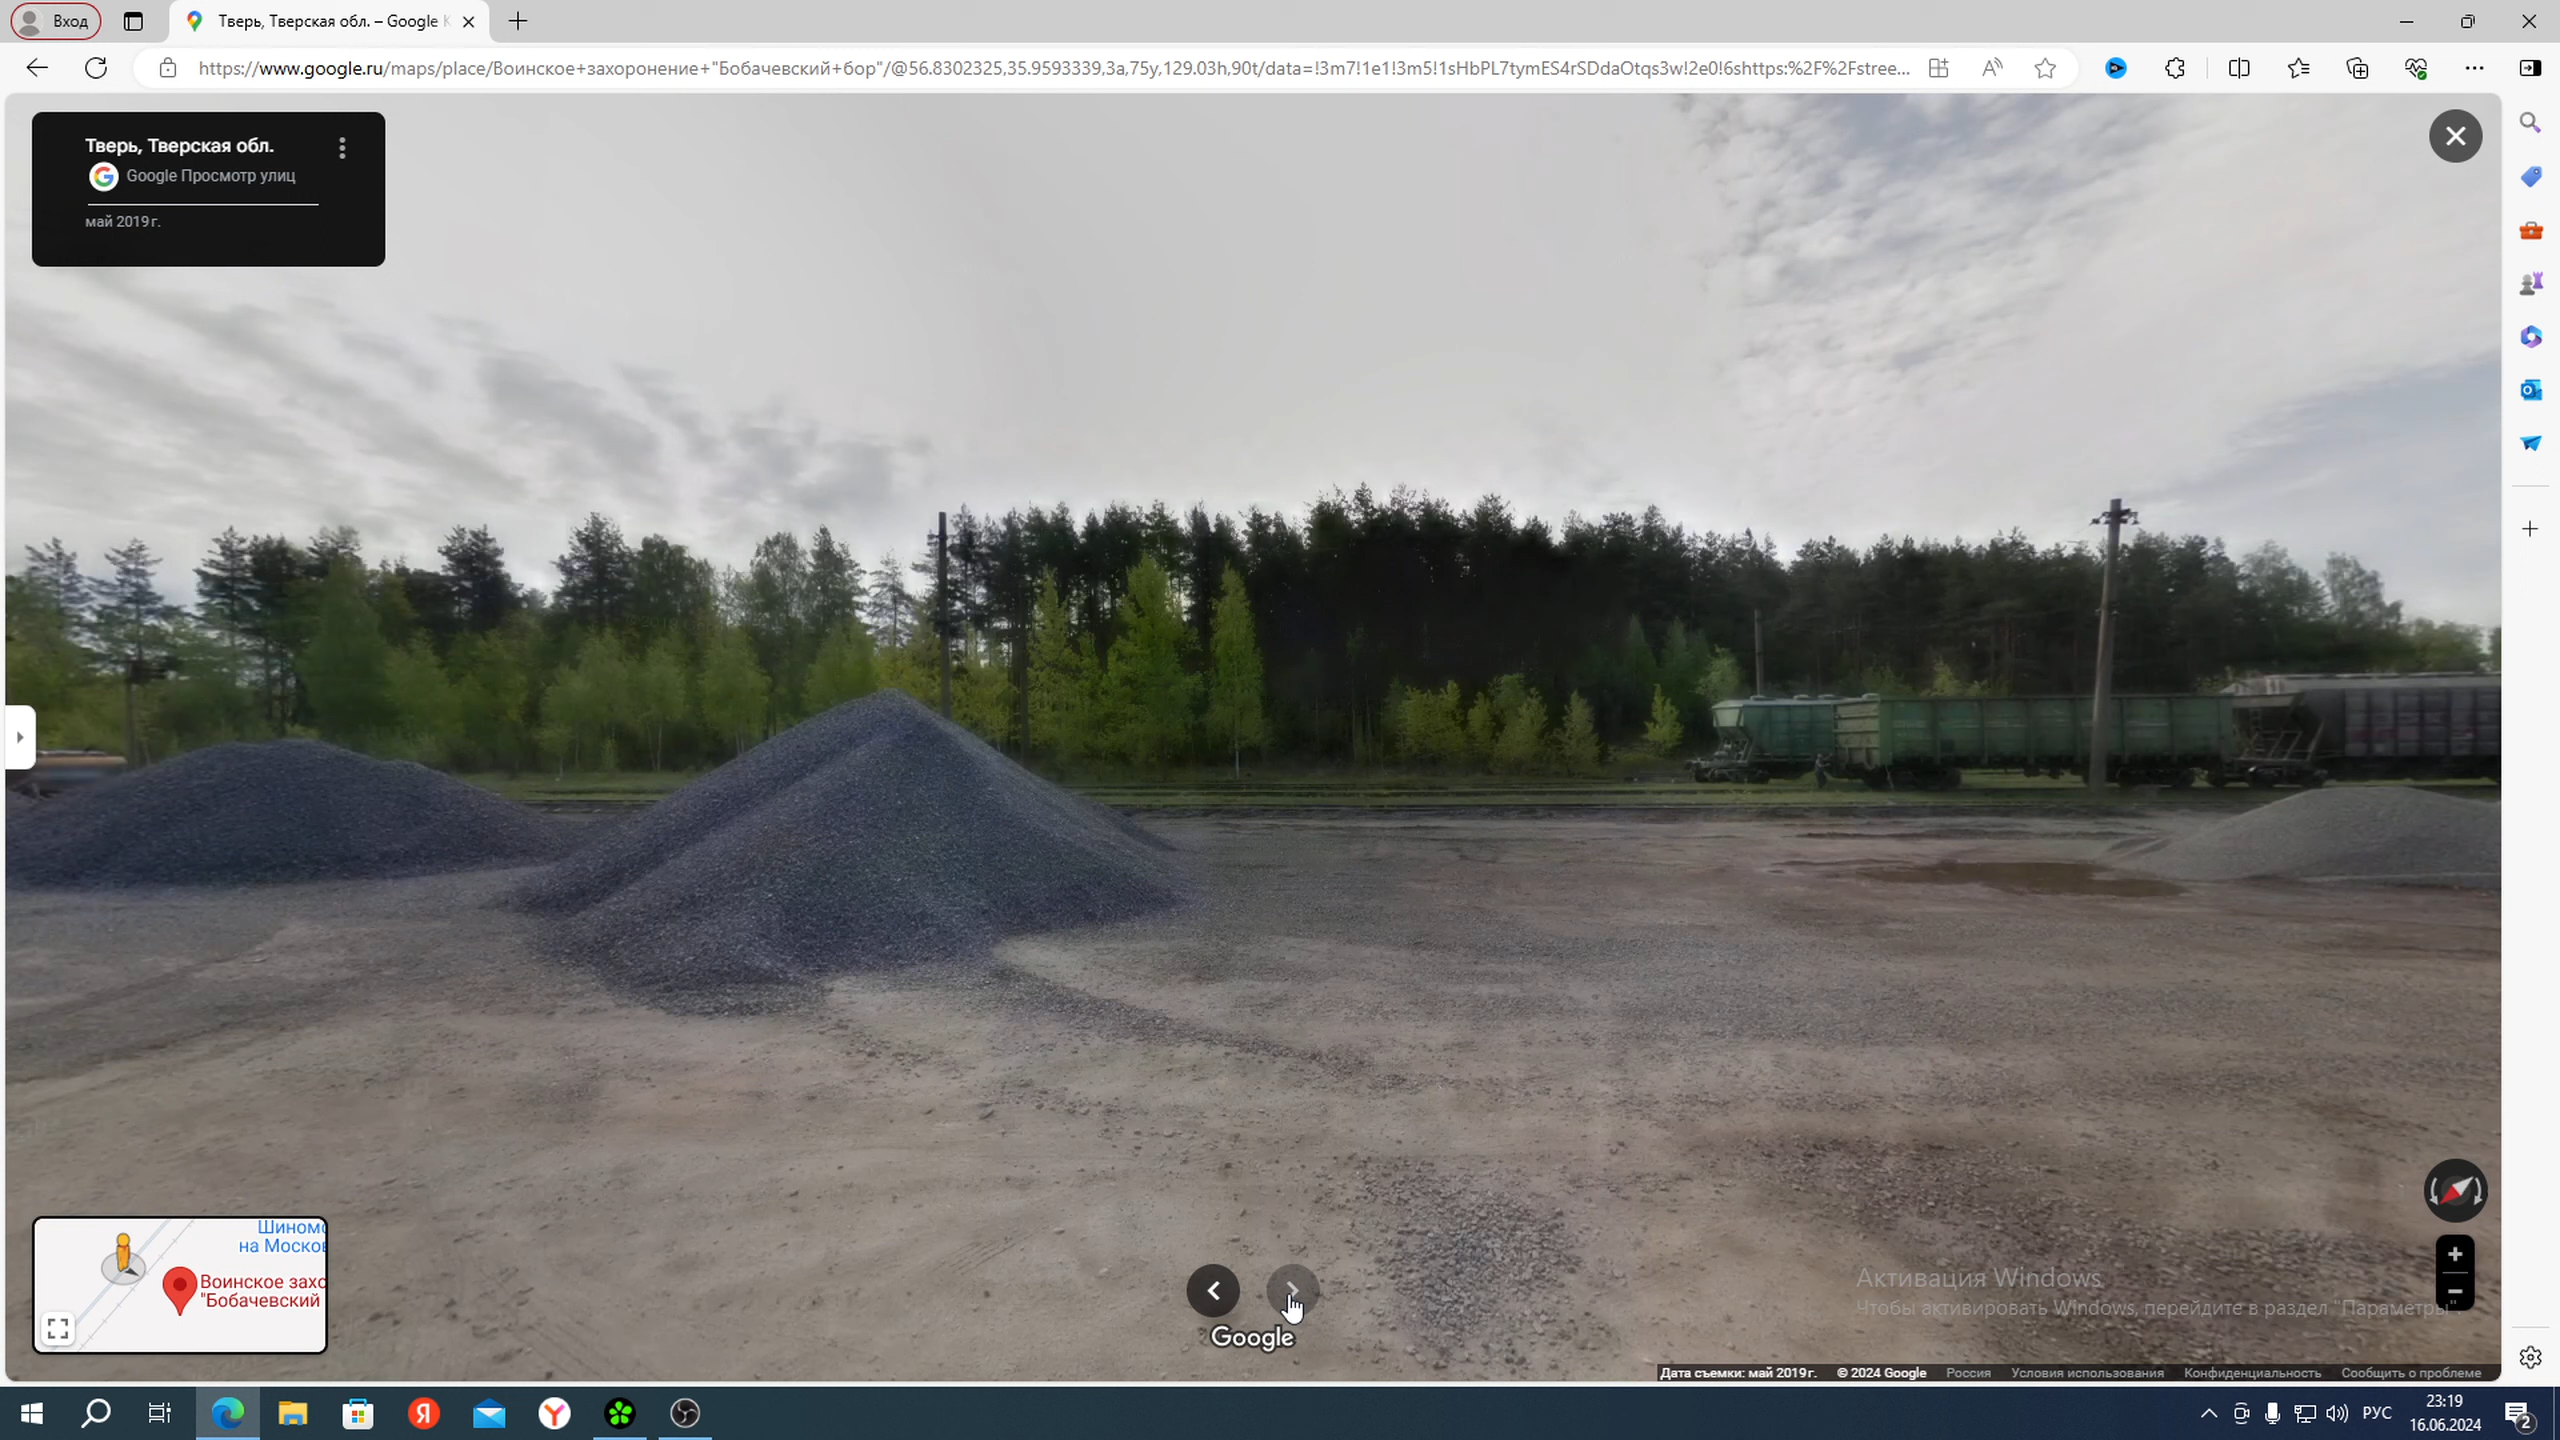 Вход
Тверь, Тверская обл. – Google К
https://www.google.ru/maps/place/Воинское+захоронение+"Бобачевский+бор"/@56.8302325,35.9593339,3a,75y,129.03h,90t/data=!3m7!1e1!3m5!1sHbPL7tymES4rSDdaOtqs3w!2e0!6shttps:%2F%2Fstree...
Тверь, Тверская обл.
Google Просмотр улиц
май 2019 г.
Шиномо
на Москов
Воинское захо
"Бобачевский
Google
Активация Windows
Чтобы активировать Windows, перейдите в раздел "Параметры".
Дата съемки: май 2019 г. © 2024 Google Россия Условия использования Конфиденциальность Сообщить о проблеме
РУС
23:19
16.06.2024
2